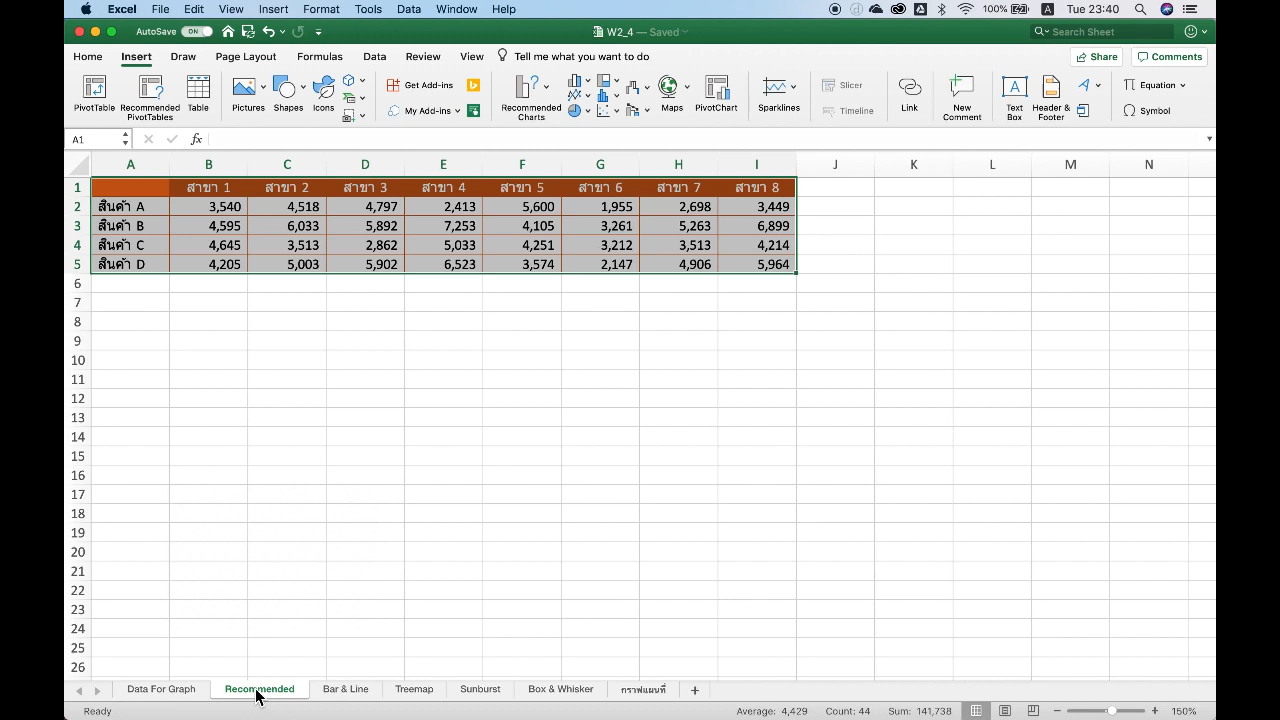 Excel File Edit View Insert Format Tools Data Window Help 100% A Tue 23:40
AutoSave ON W2_4 — Saved Search Sheet
Home Insert Draw Page Layout Formulas Data Review View Tell me what you want to do Share Comments
PivotTable Recommended PivotTables Table Pictures Shapes Icons Get Add-ins My Add-ins Recommended Charts Maps PivotChart Sparklines Slicer Timeline Link New Comment Text Box Header & Footer Equation Symbol
A1 fx
A B C D E F G H I J K L M N
1 สาขา 1 สาขา 2 สาขา 3 สาขา 4 สาขา 5 สาขา 6 สาขา 7 สาขา 8
2 สินค้า A 3,540 4,518 4,797 2,413 5,600 1,955 2,698 3,449
3 สินค้า B 4,595 6,033 5,892 7,253 4,105 3,261 5,263 6,899
4 สินค้า C 4,645 3,513 2,862 5,033 4,251 3,212 3,513 4,214
5 สินค้า D 4,205 5,003 5,902 6,523 3,574 2,147 4,906 5,964
6
7
8
9
10
11
12
13
14
15
16
17
18
19
20
21
22
23
24
25
26
Data For Graph Recommended Bar & Line Treemap Sunburst Box & Whisker กราฟแผนที่ +
Ready Average: 4,429 Count: 44 Sum: 141,738 160%